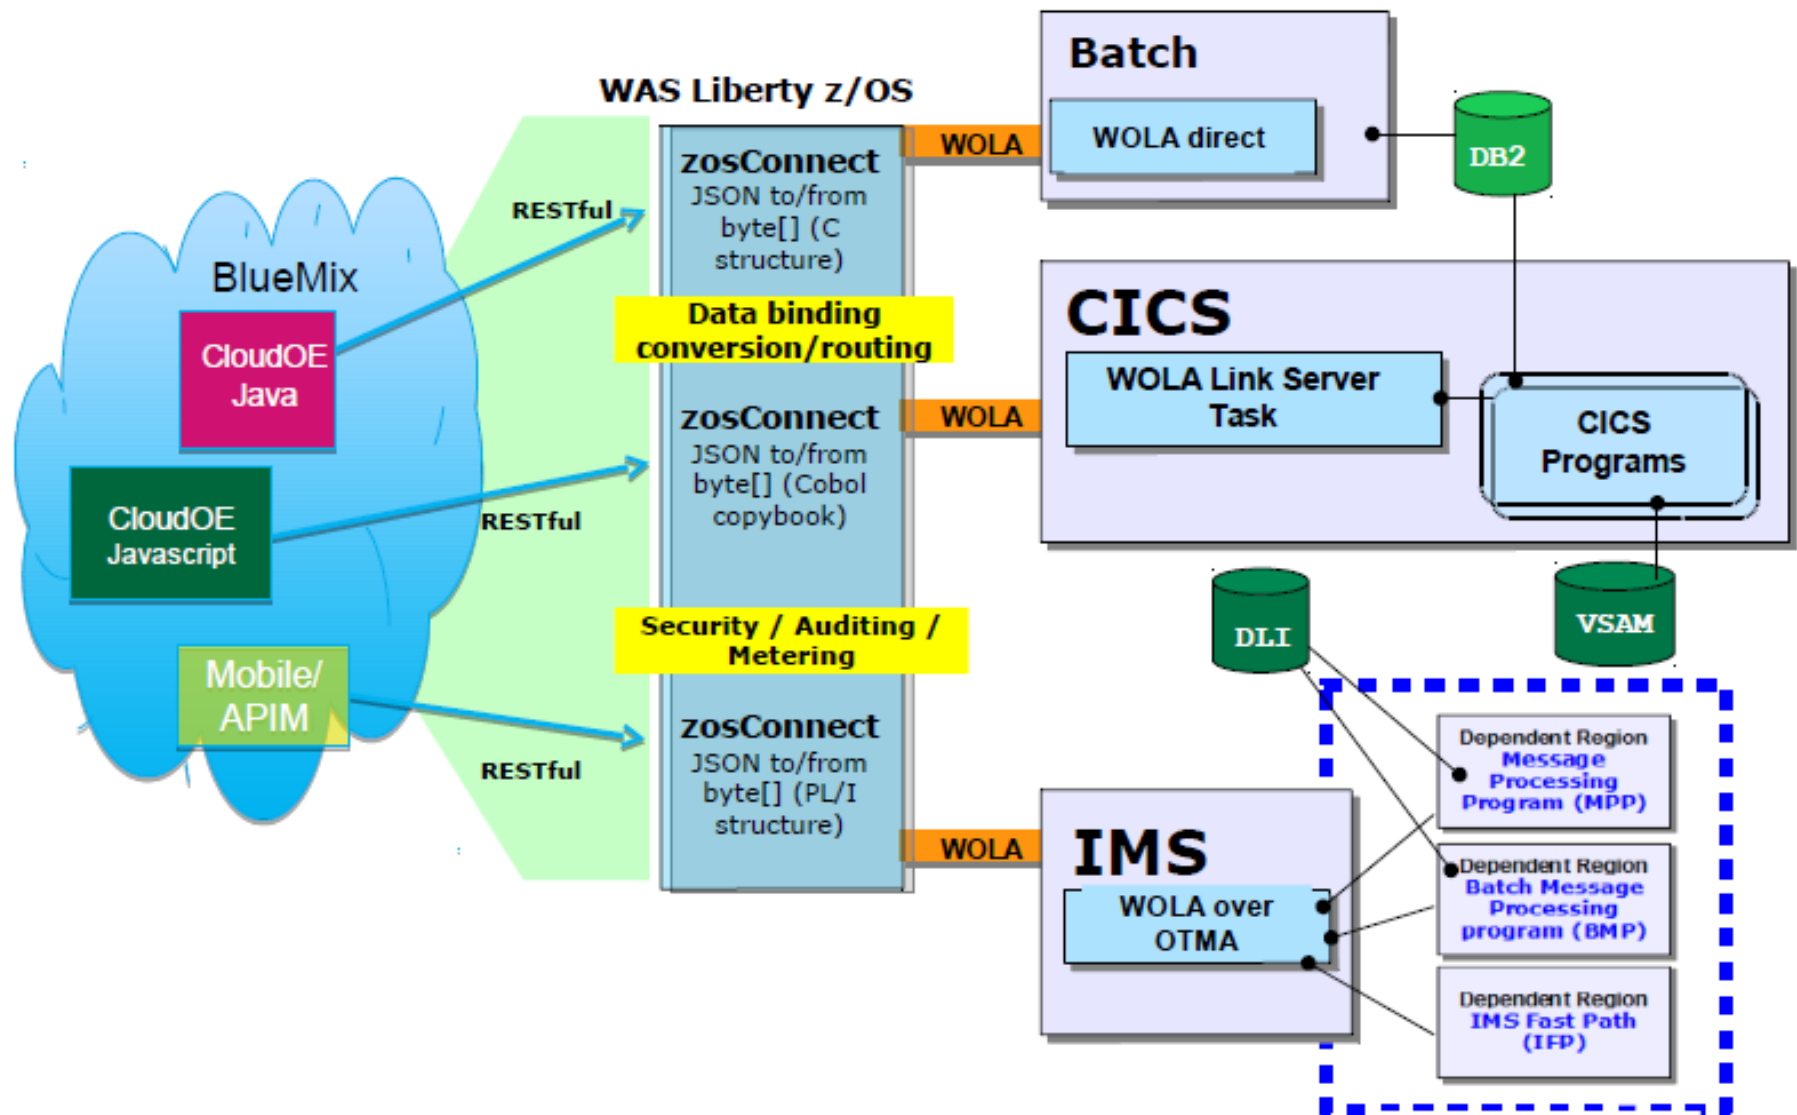 WAS Liberty z/OS
BlueMix
CloudOE
Java
CloudOE
Javascript
Mobile/
APIM
RESTful
RESTful
RESTful
zosConnect
JSON to/from
byte[] (C
structure)
Data binding
conversion/routing
zosConnect
JSON to/from
byte[] (Cobol
copybook)
Security / Auditing /
Metering
zosConnect
JSON to/from
byte[] (PL/I
structure)
WOLA
WOLA
WOLA
Batch
WOLA direct
DB2
CICS
WOLA Link Server
Task
CICS
Programs
DLI
VSAM
IMS
WOLA over
OTMA
Dependent Region
Message
Processing
Program (MPP)
Dependent Region
Batch Message
Processing
program (BMP)
Dependent Region
IMS Fast Path
(IFP)